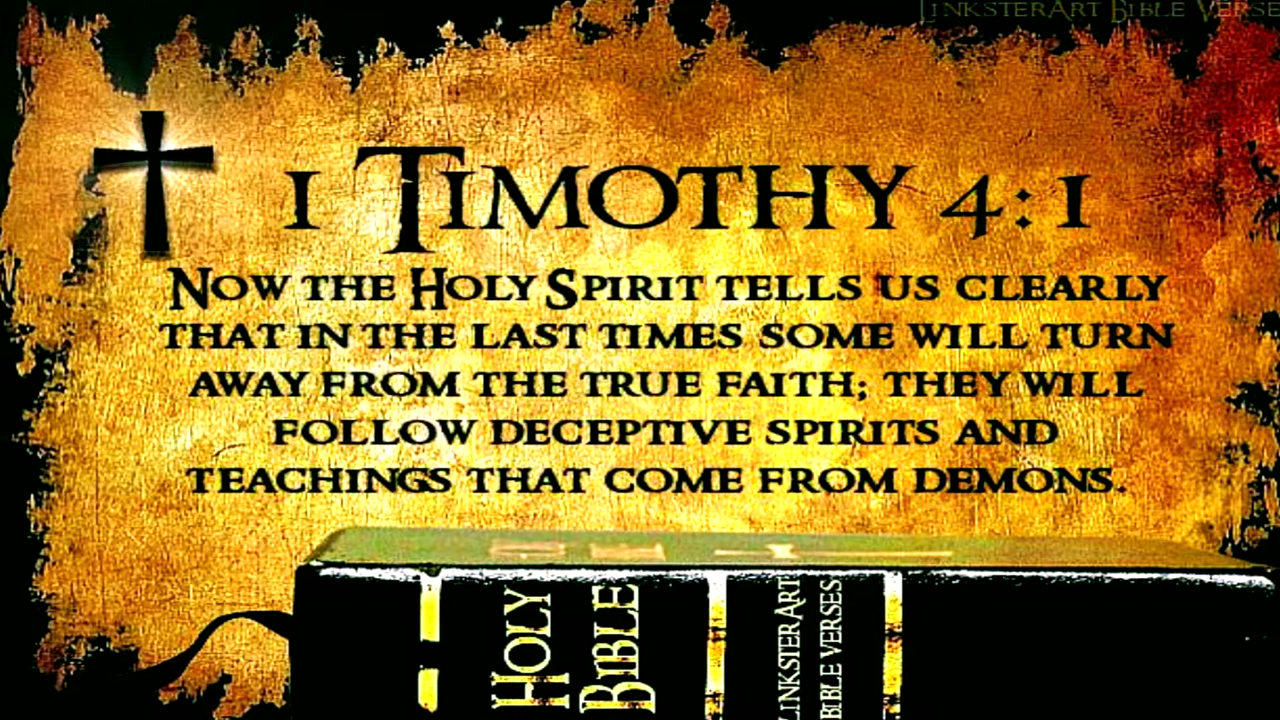 LinksterArt Bible Verses
1 Timothy 4:1
Now the Holy Spirit tells us clearly
that in the last times some will turn
away from the true faith; they will
follow deceptive spirits and
teachings that come from demons.
Holy
Bible
LinksterArt
Bible Verses